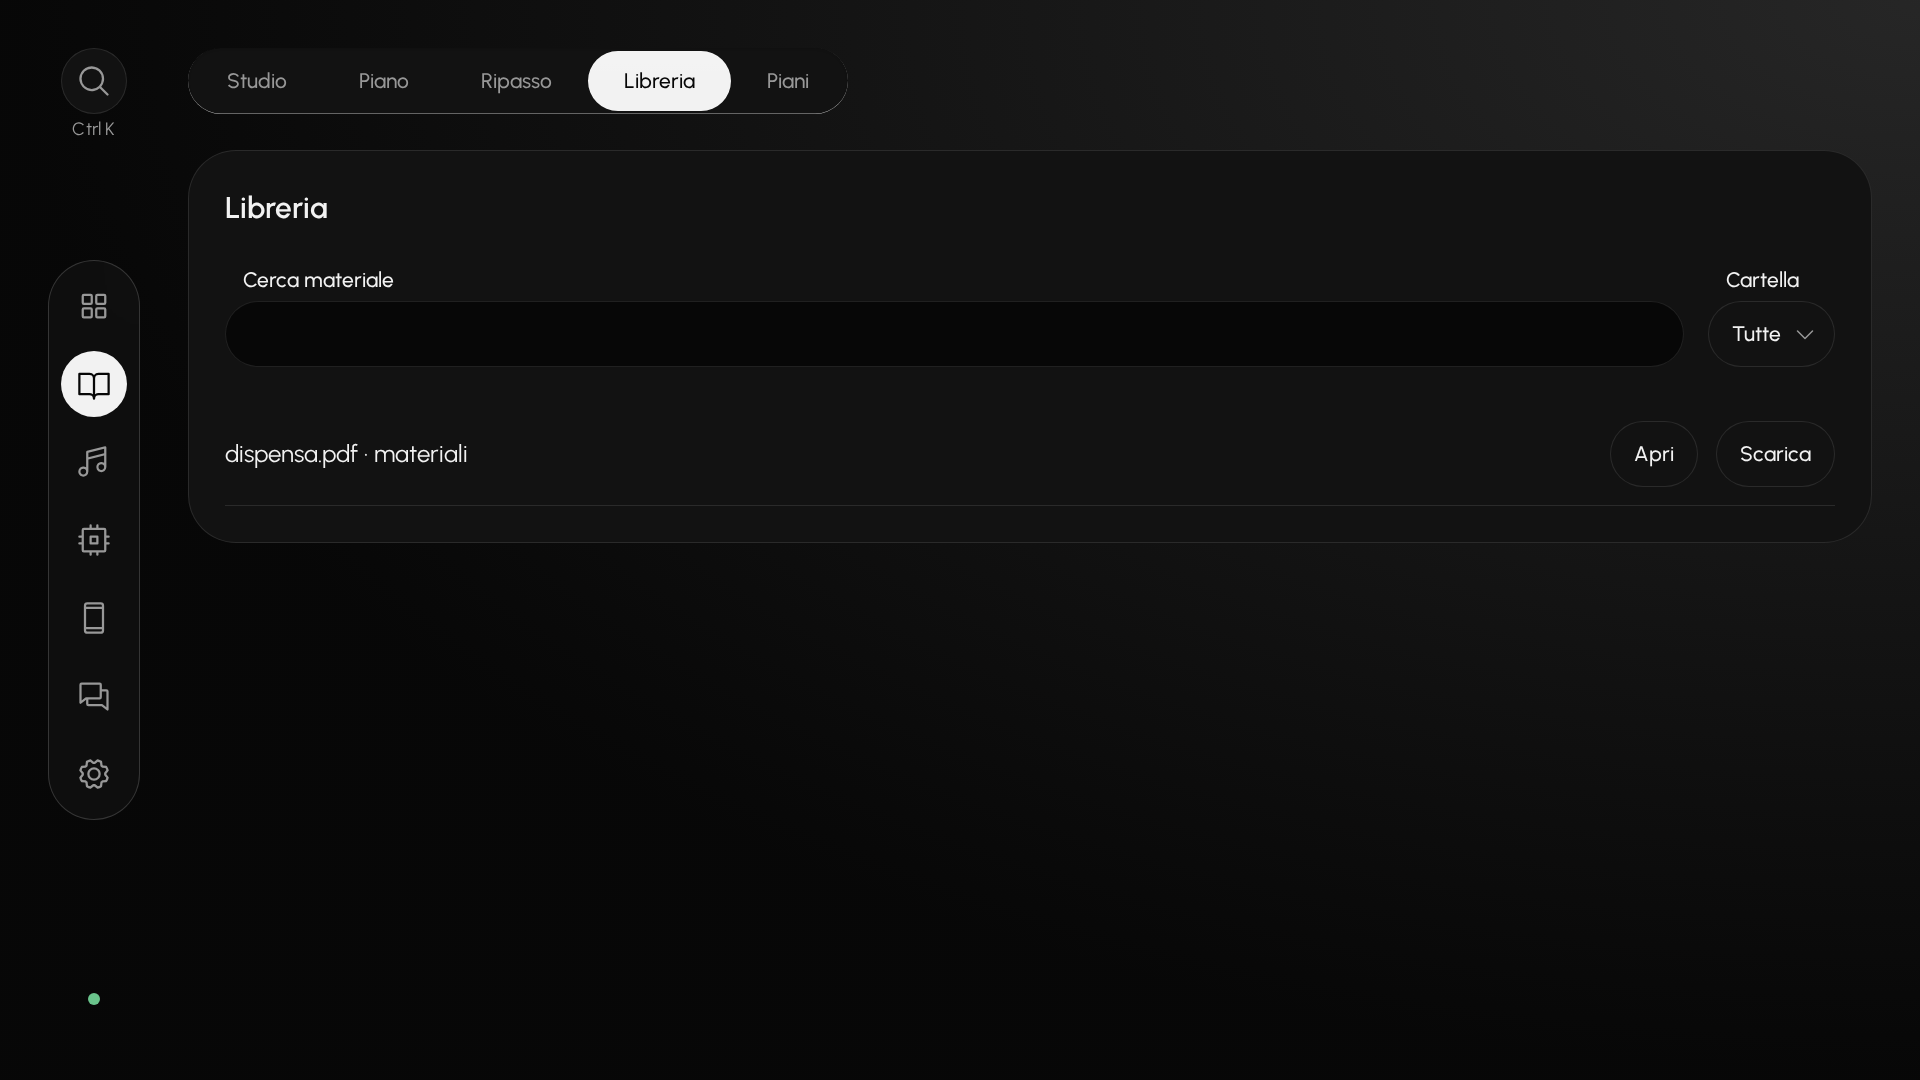 Ctrl K
Studio
Piano
Ripasso
Libreria
Piani
Libreria
Cerca materiale
Cartella
Tutte
dispensa.pdf · materiali
Apri
Scarica